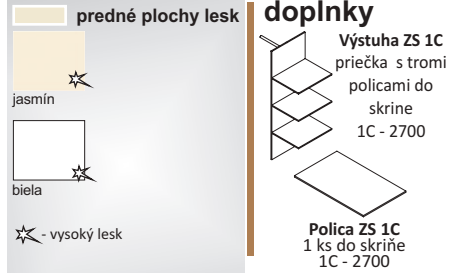 predné plochy lesk
jasmín
biela
- vysoký lesk
doplnky
Výstuha ZS 1C
priečka s tromi
policami do
skrine
1C - 2700
Polica ZS 1C
1 ks do skriňe
1C - 2700